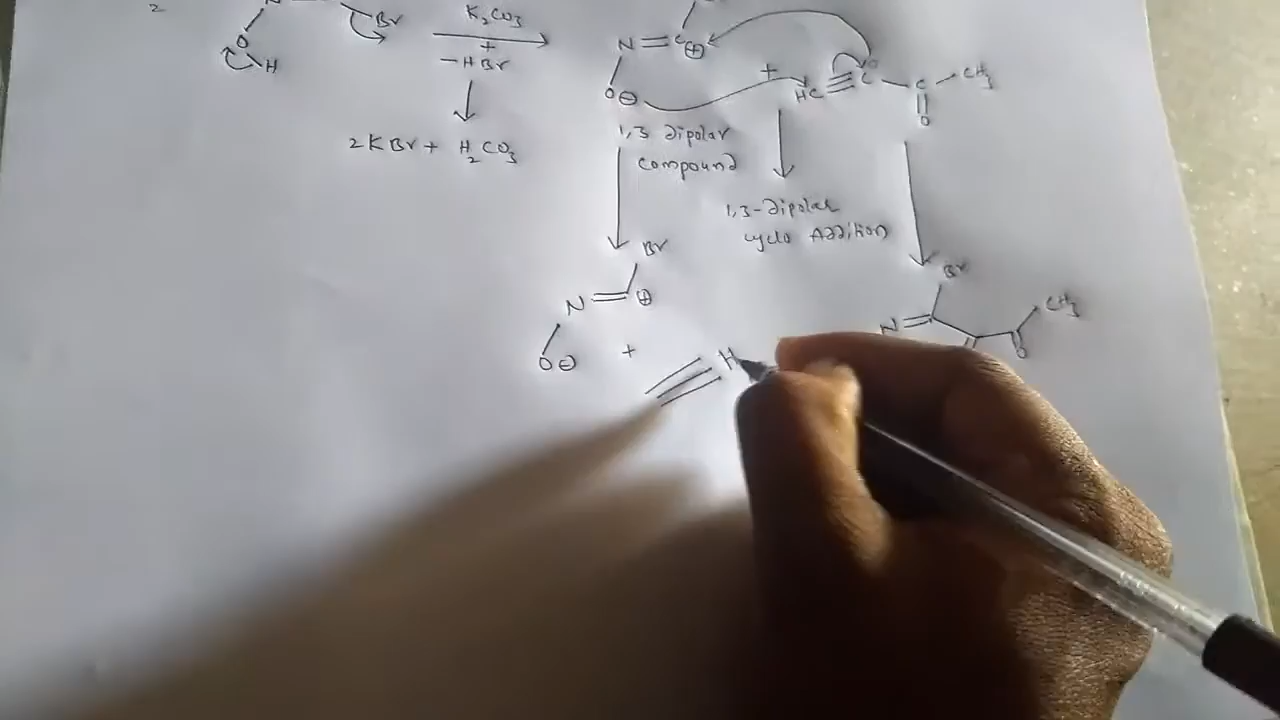 2
Br
K₂CO₃
+
-HBr
O
H
2KBr + H₂CO₃
N = C ⊕
O ⊖
+
HC ≡ C - C - CH₃
O
1,3 dipolar
compound
1,3-dipolar
cyclo Addition
Br
N = ⊕
O ⊖
+
H
Br
N
CH₃
O